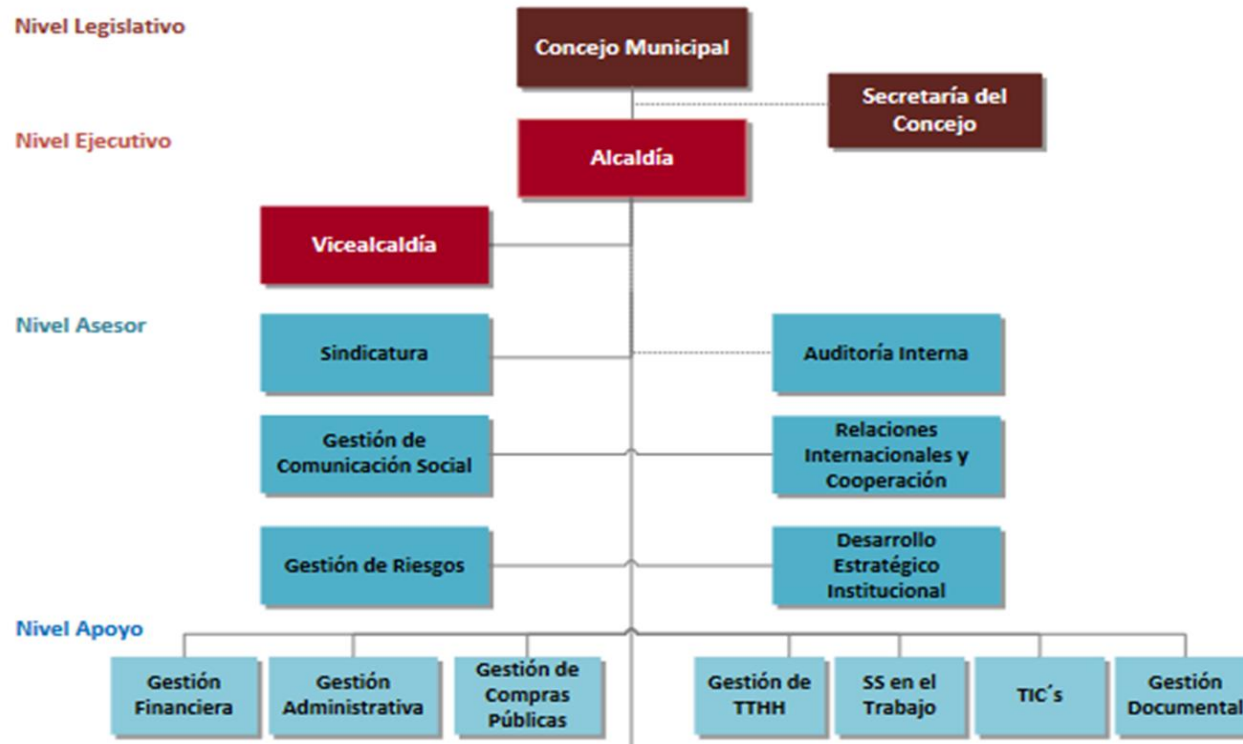 Nivel Legislativo
Concejo Municipal
Secretaría del
Concejo
Nivel Ejecutivo
Alcaldía
Vicealcaldía
Nivel Asesor
Sindicatura
Auditoría Interna
Gestión de
Comunicación Social
Relaciones
Internacionales y
Cooperación
Gestión de Riesgos
Desarrollo
Estratégico
Institucional
Nivel Apoyo
Gestión
Financiera
Gestión
Administrativa
Gestión de
Compras
Públicas
Gestión de
TTHH
SS en el
Trabajo
TIC´s
Gestión
Documental